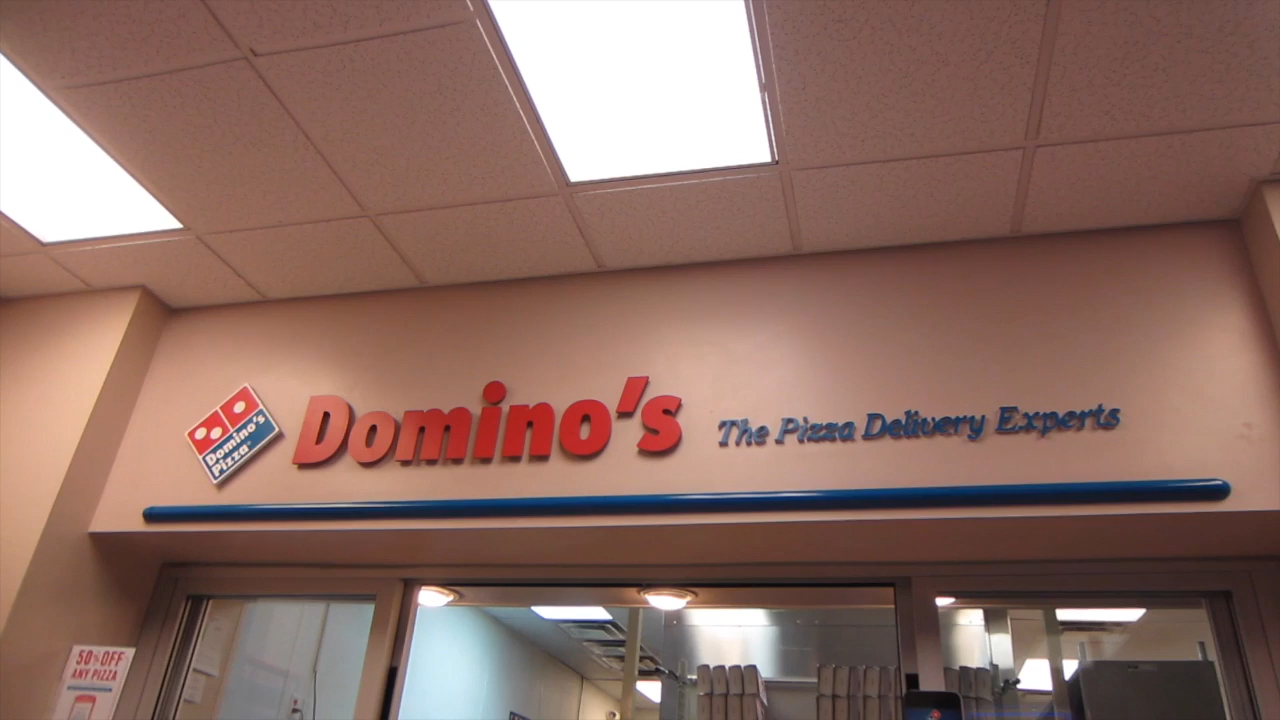 Domino's
Pizza
Domino's
The Pizza Delivery Experts
50% OFF
ANY PIZZA